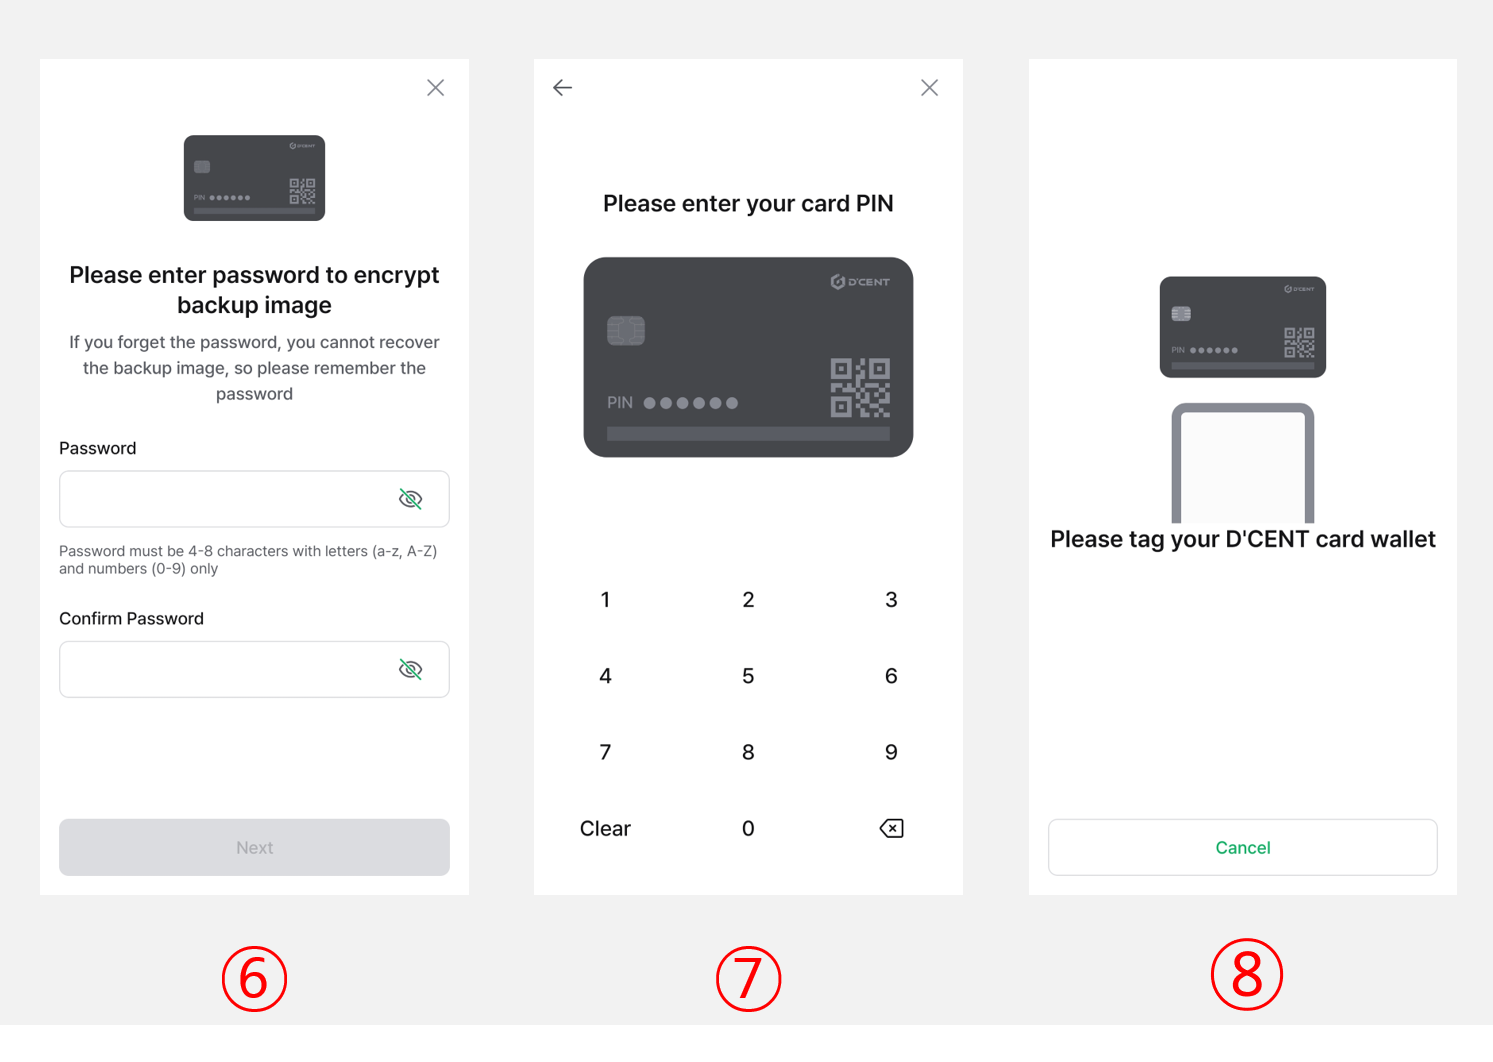 D'CENT
PIN
Please enter password to encrypt
backup image
If you forget the password, you cannot recover
the backup image, so please remember the
password
Password
Password must be 4-8 characters with letters (a-z, A-Z)
and numbers (0-9) only
Confirm Password
Next
⑥
Please enter your card PIN
D'CENT
PIN
1 2 3
4 5 6
7 8 9
Clear 0
⑦
D'CENT
PIN
Please tag your D'CENT card wallet
Cancel
⑧